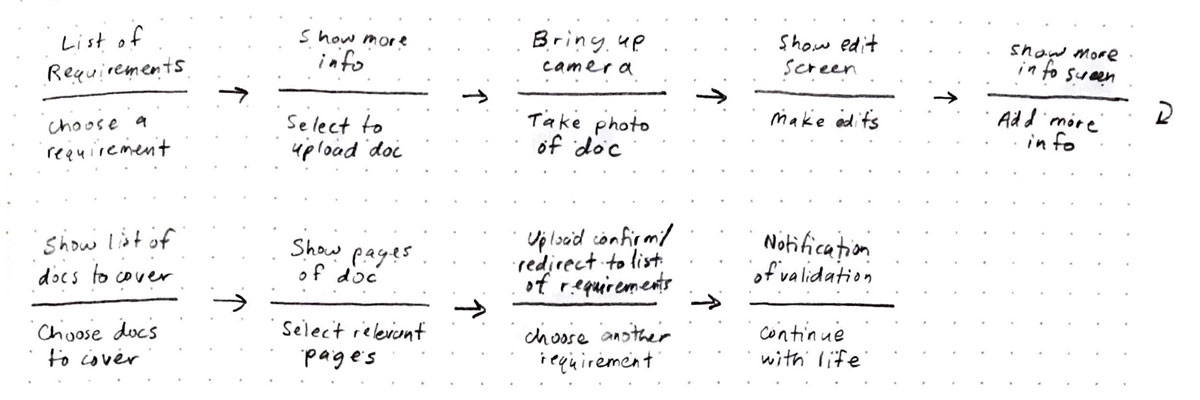 List of
Requirements
choose a
requirement
Show more
info
Select to
upload doc
Bring up
camera
Take photo
of doc
Show edit
screen
make edits
show more
info screen
Add more
info
Show list of
docs to cover
Choose docs
to cover
Show pages
of doc
Select relevant
pages
Upload confirm/
redirect to list
of requirements
choose another
requirement
Notification
of validation
continue
with life